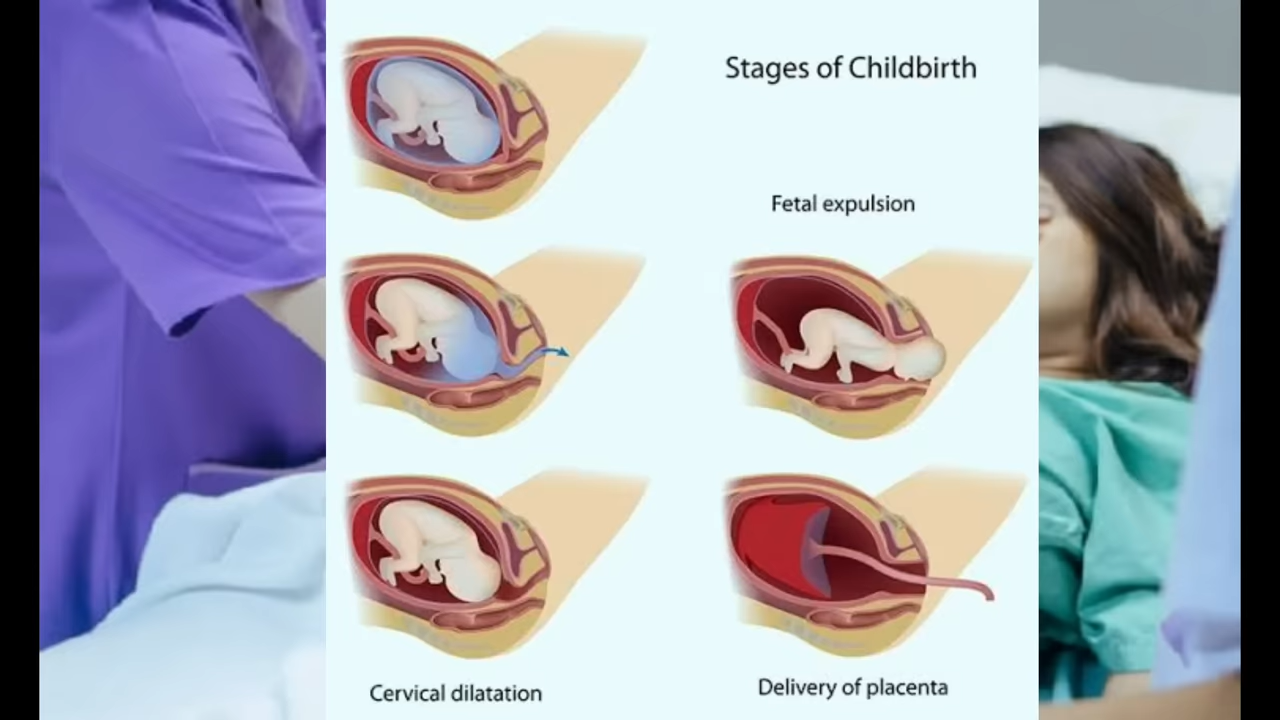 Stages of Childbirth
Fetal expulsion
Cervical dilatation
Delivery of placenta